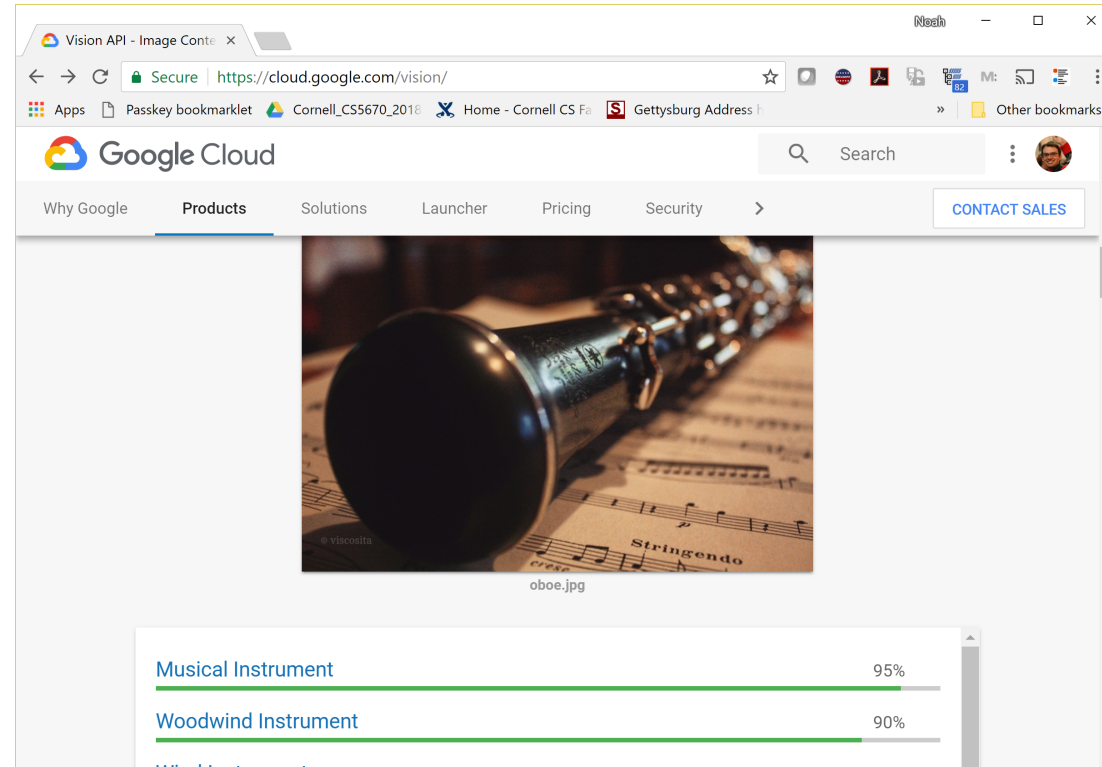 Noah
Vision API - Image Conte
Secure https://cloud.google.com/vision/
82
M:
Apps Passkey bookmarklet Cornell_CS5670_2018 Home - Cornell CS Fa S Gettysburg Address h » Other bookmarks
Google Cloud Search
Why Google Products Solutions Launcher Pricing Security CONTACT SALES
© viscosita
p
Stringendo
cresc
oboe.jpg
Musical Instrument 95%
Woodwind Instrument 90%